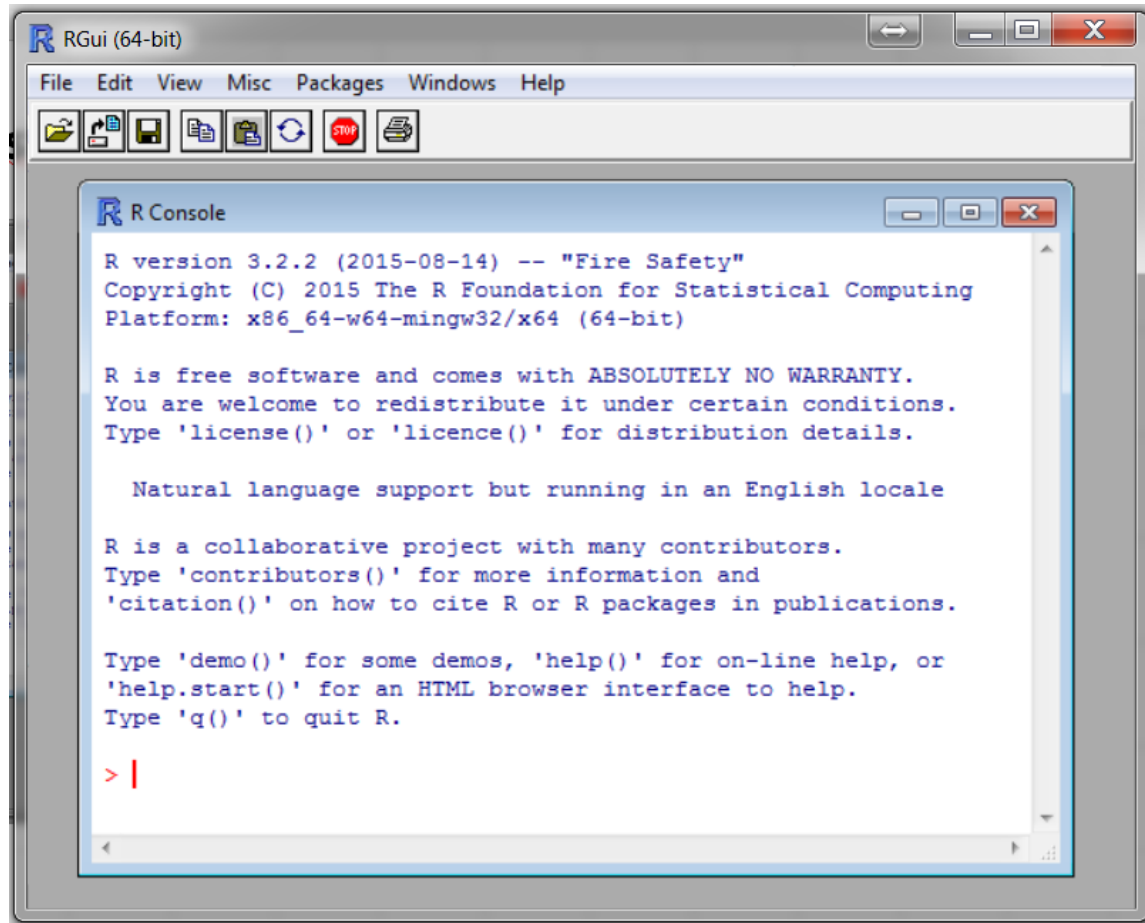 RGui (64-bit)
File Edit View Misc Packages Windows Help
STOP
R Console
R version 3.2.2 (2015-08-14) -- "Fire Safety"
Copyright (C) 2015 The R Foundation for Statistical Computing
Platform: x86_64-w64-mingw32/x64 (64-bit)
R is free software and comes with ABSOLUTELY NO WARRANTY.
You are welcome to redistribute it under certain conditions.
Type 'license()' or 'licence()' for distribution details.
Natural language support but running in an English locale
R is a collaborative project with many contributors.
Type 'contributors()' for more information and
'citation()' on how to cite R or R packages in publications.
Type 'demo()' for some demos, 'help()' for on-line help, or
'help.start()' for an HTML browser interface to help.
Type 'q()' to quit R.
>